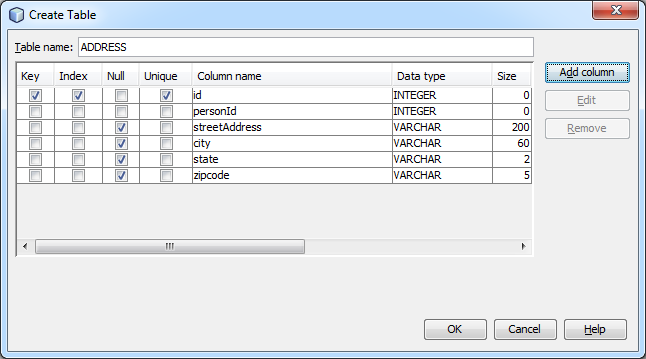 Create Table
Table name: ADDRESS
Key Index Null Unique Column name Data type Size
id INTEGER 0
personId INTEGER 0
streetAddress VARCHAR 200
city VARCHAR 60
state VARCHAR 2
zipcode VARCHAR 5
Add column
Edit
Remove
OK Cancel Help